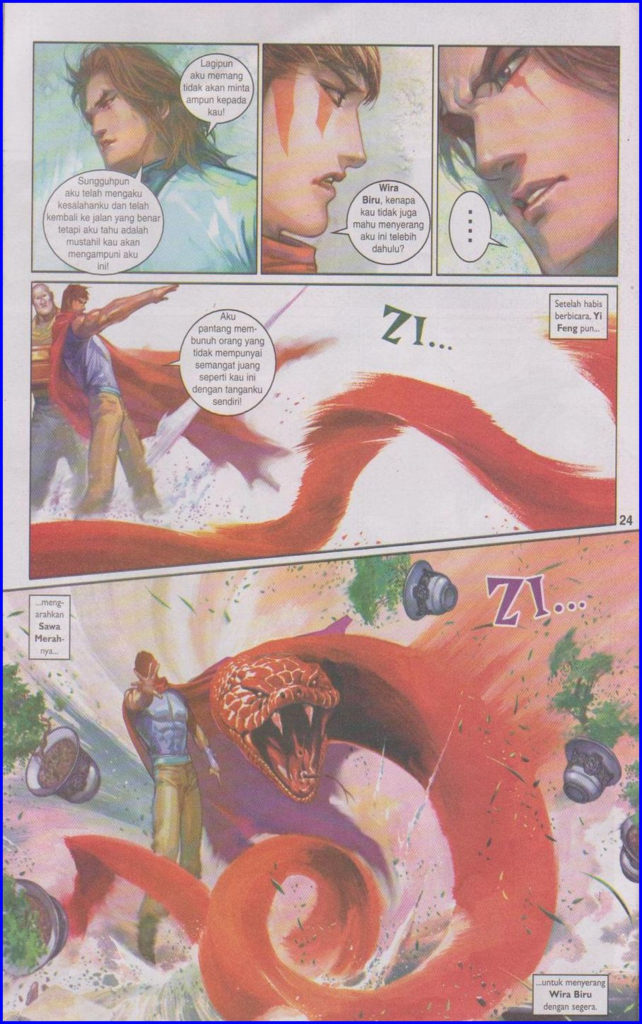 Lagipun
aku memang
tidak akan minta
ampun kepada
kau!
Sungguhpun
aku telah mengaku
kesalahanku dan telah
kembali ke jalan yang benar
tetapi aku tahu adalah
mustahil kau akan
mengampuni aku
ini!
Wira
Biru, kenapa
kau tidak juga
mahu menyerang
aku ini telebih
dahulu?
...
Aku
pantang mem-
bunuh orang yang
tidak mempunyai
semangat juang
seperti kau ini
dengan tanganku
sendiri!
ZI...
Setelah habis
berbicara, Yi
Feng pun...
24
...meng-
arahkan
Sawa
Merah-
nya...
ZI...
...untuk menyerang
Wira Biru
dengan segera.